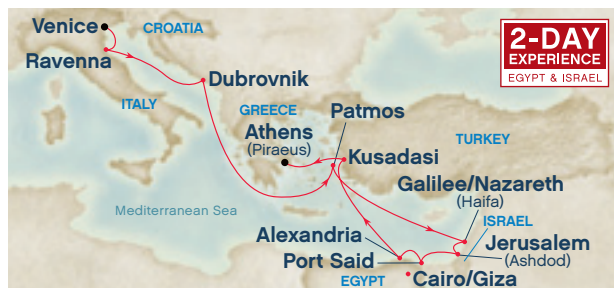 Venice
CROATIA
2-DAY
EXPERIENCE
EGYPT & ISRAEL
Ravenna
Dubrovnik
ITALY
GREECE
Patmos
Athens
(Piraeus)
TURKEY
Kusadasi
Galilee/Nazareth
(Haifa)
Mediterranean Sea
ISRAEL
Alexandria
Jerusalem
(Ashdod)
Port Said
EGYPT
Cairo/Giza